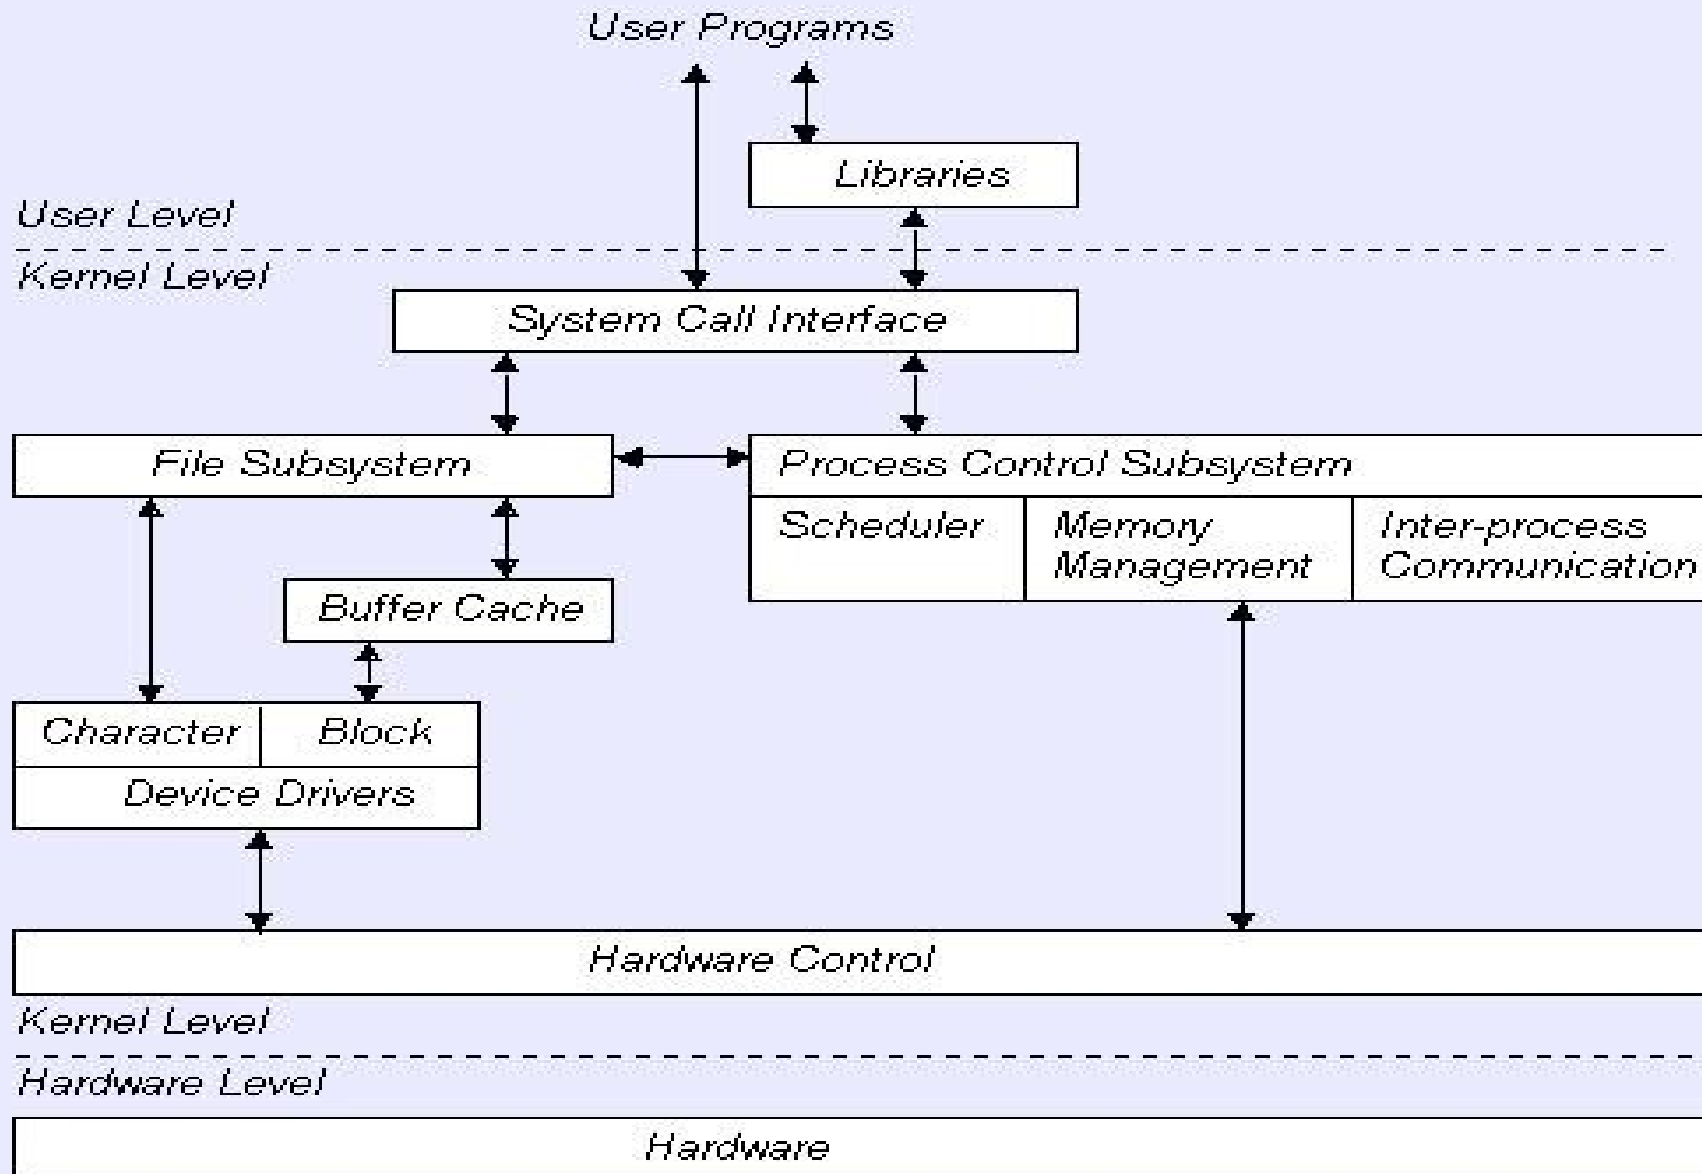 User Programs
Libraries
User Level
Kernel Level
System Call Interface
File Subsystem
Process Control Subsystem
Scheduler
Memory
Management
Inter-process
Communication
Buffer Cache
Character
Block
Device Drivers
Hardware Control
Kernel Level
Hardware Level
Hardware